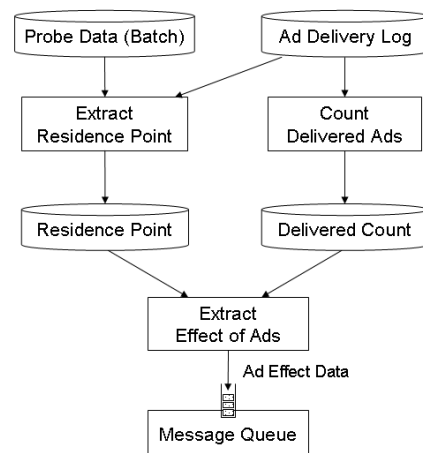 Probe Data (Batch)
Ad Delivery Log
Extract
Residence Point
Count
Delivered Ads
Residence Point
Delivered Count
Extract
Effect of Ads
Ad Effect Data
Message Queue